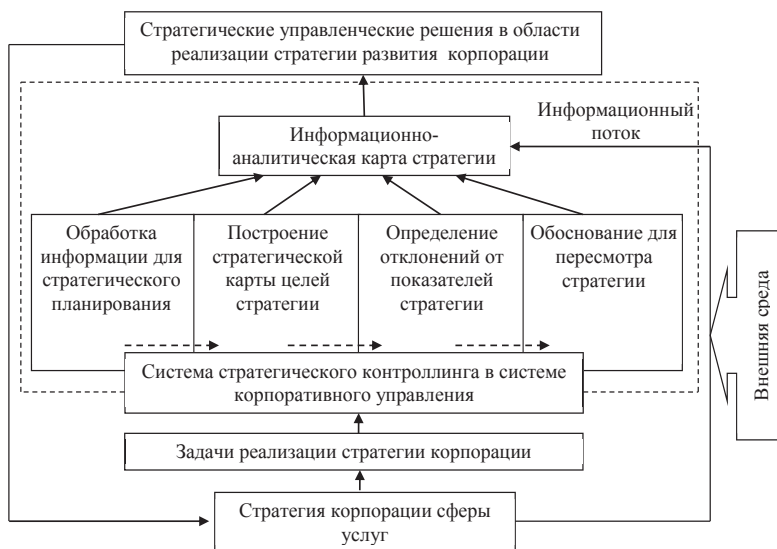 Стратегические управленческие решения в области
реализации стратегии развития корпорации
Информационный
поток
Информационно-
аналитическая карта стратегии
Обработка
информации для
стратегического
планирования
Построение
стратегической
карты целей
стратегии
Определение
отклонений от
показателей
стратегии
Обоснование для
пересмотра
стратегии
Внешняя среда
Система стратегического контроллинга в системе
корпоративного управления
Задачи реализации стратегии корпорации
Стратегия корпорации сферы
услуг